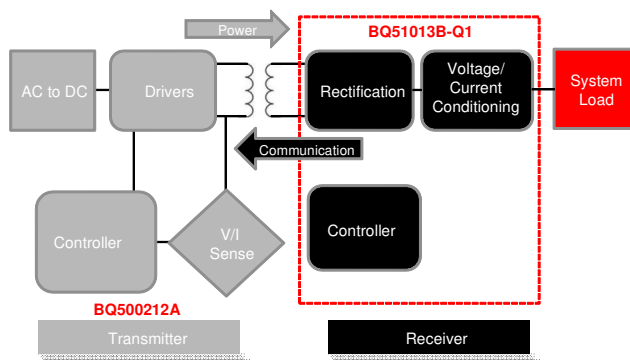 Power
BQ51013B-Q1
AC to DC
Drivers
Rectification
Voltage/
Current
Conditioning
System
Load
Communication
Controller
V/I
Sense
Controller
BQ500212A
Transmitter
Receiver